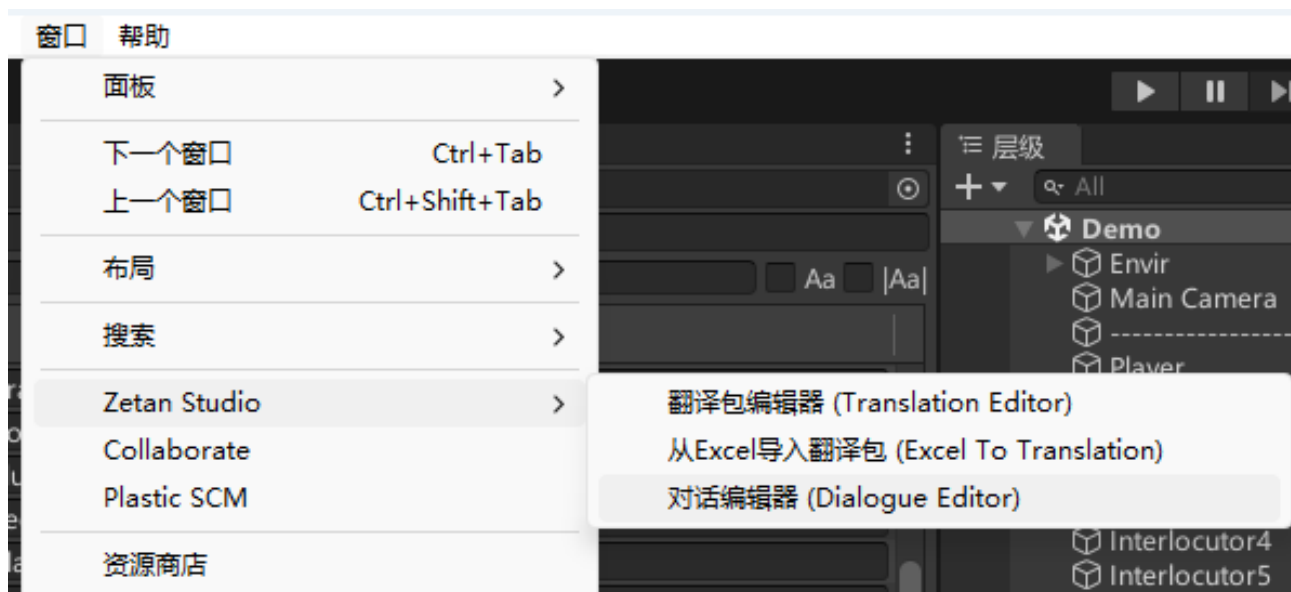 窗口 帮助
面板
下一个窗口 Ctrl+Tab
上一个窗口 Ctrl+Shift+Tab
布局
搜索
Zetan Studio
Collaborate
Plastic SCM
资源商店
翻译包编辑器 (Translation Editor)
从Excel导入翻译包 (Excel To Translation)
对话编辑器 (Dialogue Editor)
Aa |Aa|
层级
All
Demo
Envir
Main Camera
-----------------
Player
Interlocutor4
Interlocutor5